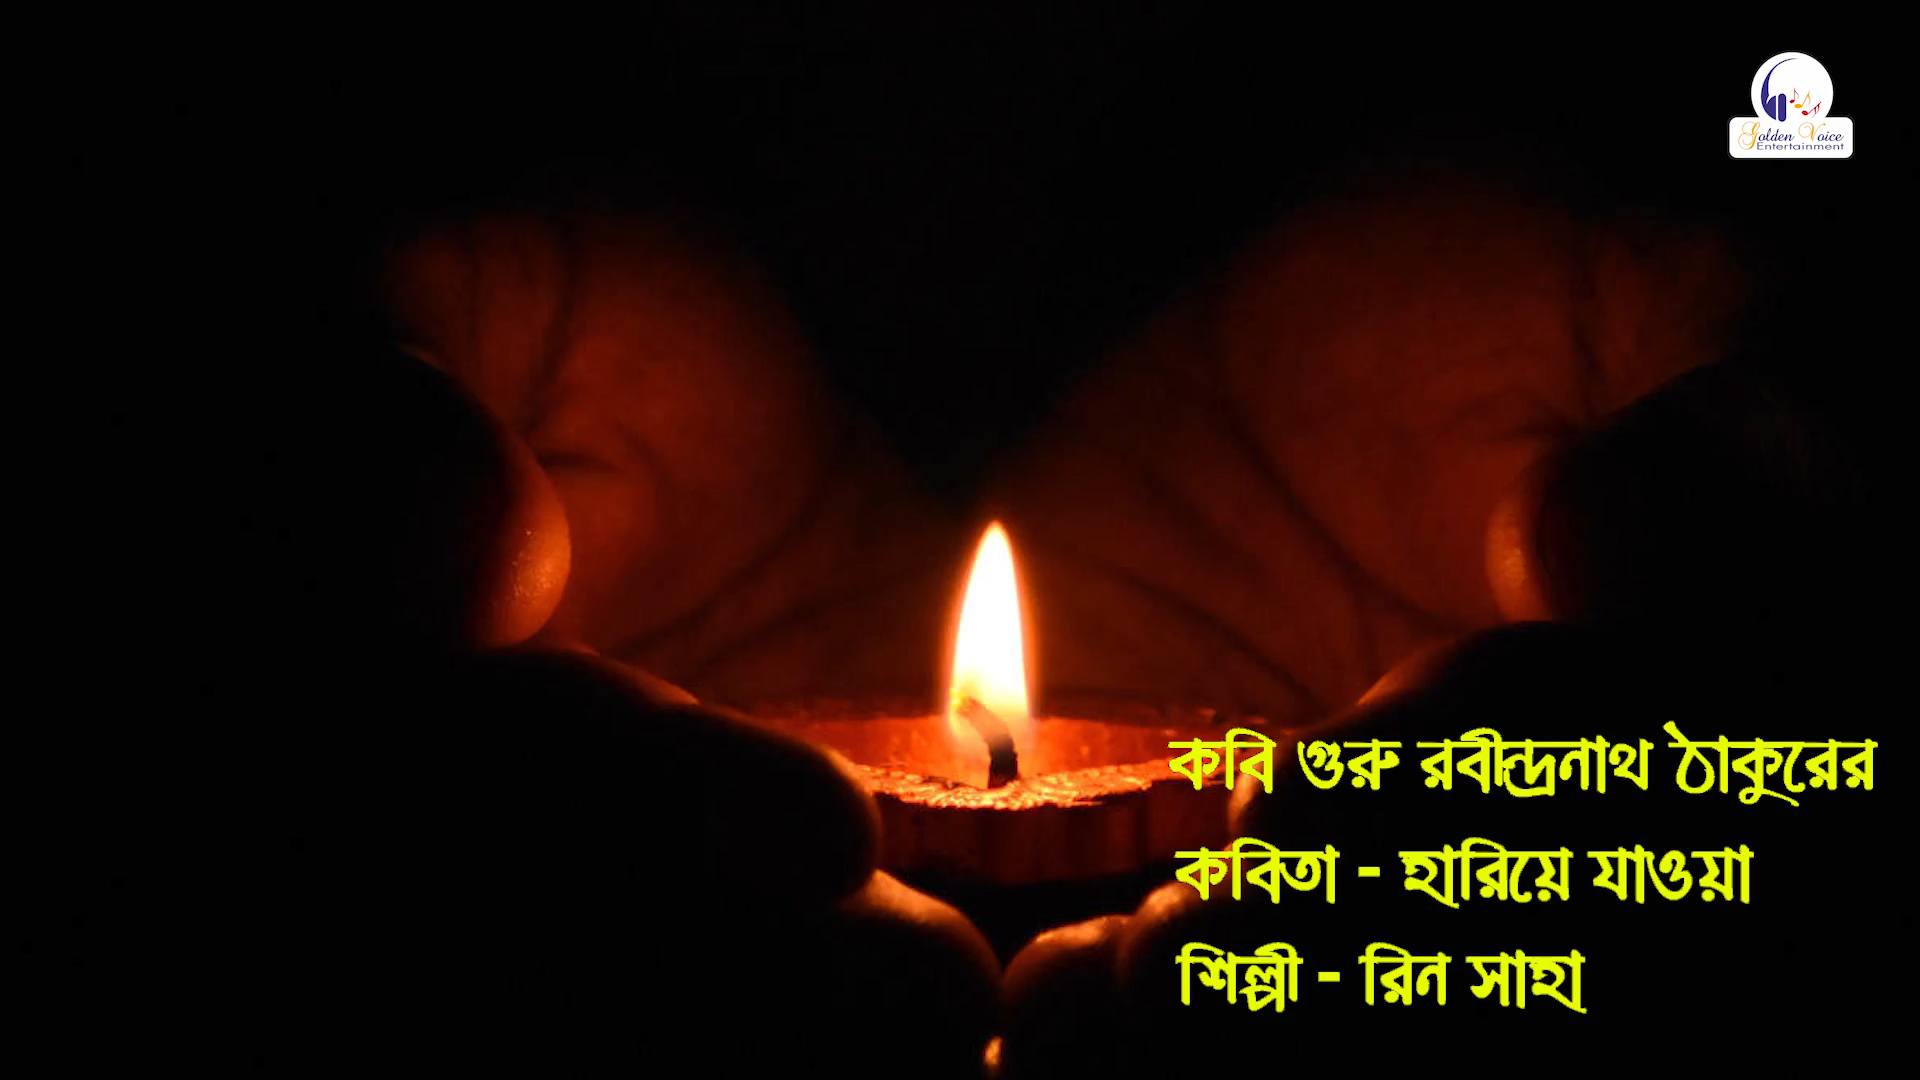 Golden Voice
Entertainment
কবি গুরু রবীন্দ্রনাথ ঠাকুরের
কবিতা - হারিয়ে যাওয়া
শিল্পী - রিন সাহা